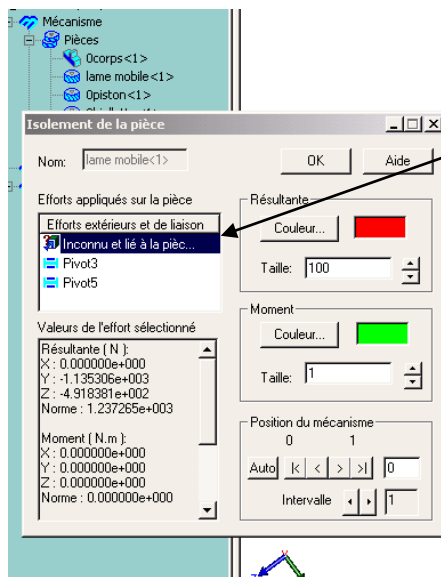 Mécanisme
Pièces
0corps<1>
lame mobile<1>
0piston<1>
Isolement de la pièce
Nom: lame mobile<1>
OK
Aide
Efforts appliqués sur la pièce
Efforts extérieurs et de liaison
Inconnu et lié à la pièc...
Pivot3
Pivot5
Valeurs de l'effort sélectionné
Résultante ( N ):
X : 0.000000e+000
Y : -1.135306e+003
Z : -4.918381e+002
Norme : 1.237265e+003
Moment ( N.m ):
X : 0.000000e+000
Y : 0.000000e+000
Z : 0.000000e+000
Norme : 0.000000e+000
Résultante
Couleur...
Taille: 100
Moment
Couleur...
Taille: 1
Position du mécanisme
0 1
Auto |< < > >| 0
Intervalle 1
Y
Z